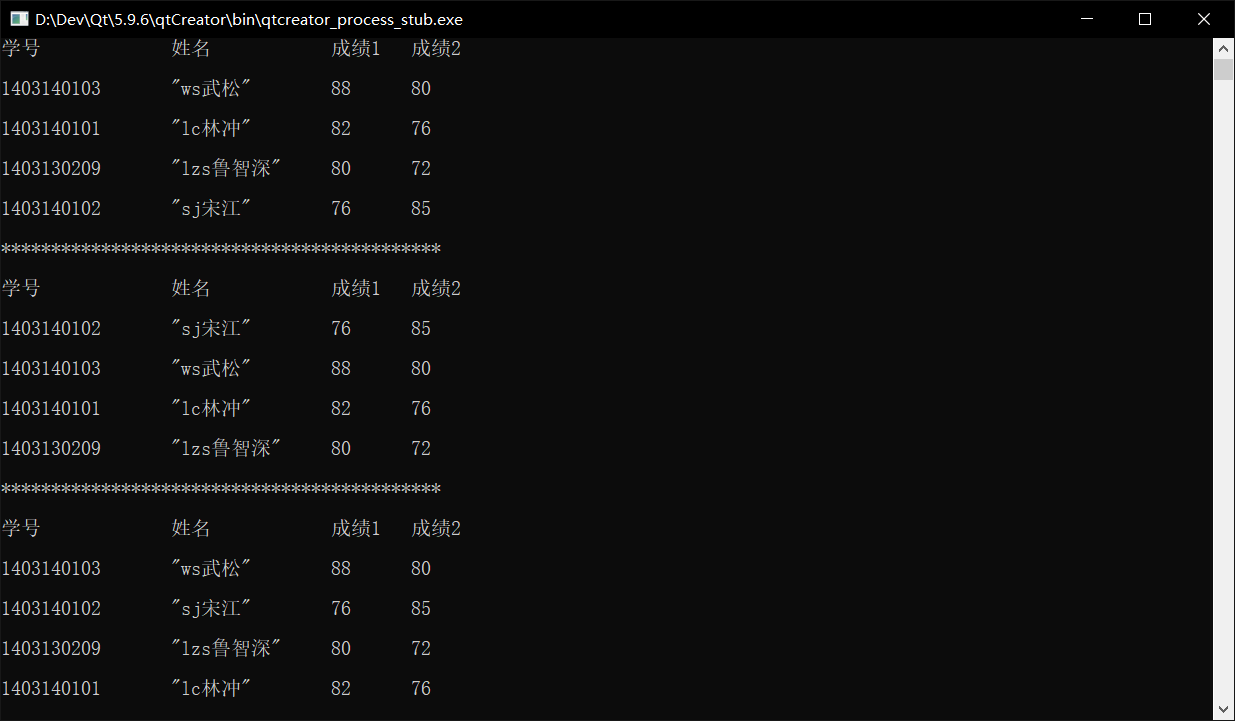 D:\Dev\Qt\5.9.6\qtCreator\bin\qtcreator_process_stub.exe
学号 姓名 成绩1 成绩2
1403140103 "ws武松" 88 80
1403140101 "lc林冲" 82 76
1403130209 "lzs鲁智深" 80 72
1403140102 "sj宋江" 76 85
********************************************
学号 姓名 成绩1 成绩2
1403140102 "sj宋江" 76 85
1403140103 "ws武松" 88 80
1403140101 "lc林冲" 82 76
1403130209 "lzs鲁智深" 80 72
********************************************
学号 姓名 成绩1 成绩2
1403140103 "ws武松" 88 80
1403140102 "sj宋江" 76 85
1403130209 "lzs鲁智深" 80 72
1403140101 "lc林冲" 82 76